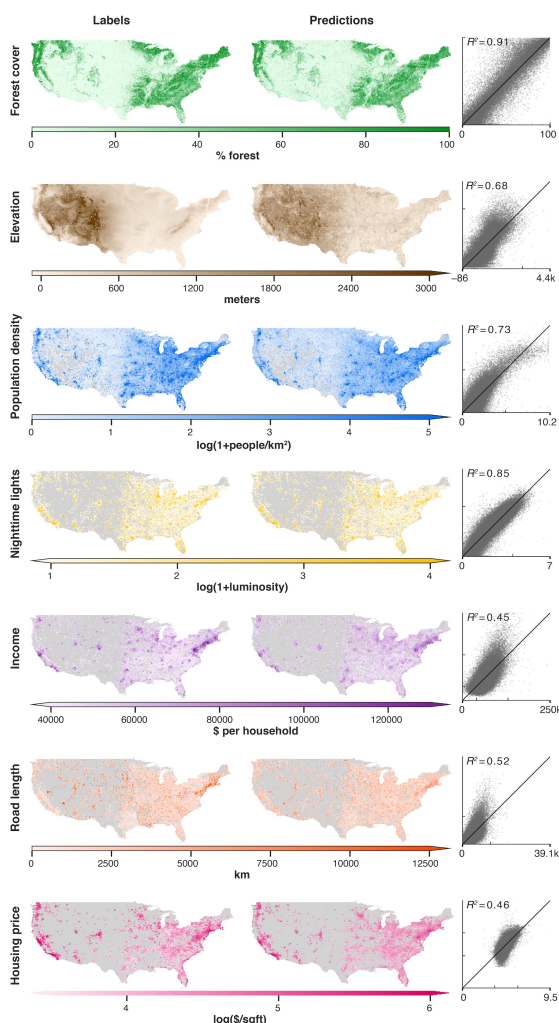 Labels Predictions
Forest cover
R²=0.91
0 20 40 60 80 100
% forest
0 100
Elevation
R²=0.68
0 600 1200 1800 2400 3000
meters
−86 4.4k
Population density
R²=0.73
0 1 2 3 4 5
log(1+people/km²)
0 10.2
Nighttime lights
R²=0.85
1 2 3 4
log(1+luminosity)
0 7
Income
R²=0.45
40000 60000 80000 100000 120000
$ per household
0 250k
Road length
R²=0.52
0 2500 5000 7500 10000 12500
km
0 39.1k
Housing price
R²=0.46
4 5 6
log($/sqft)
0 9.5